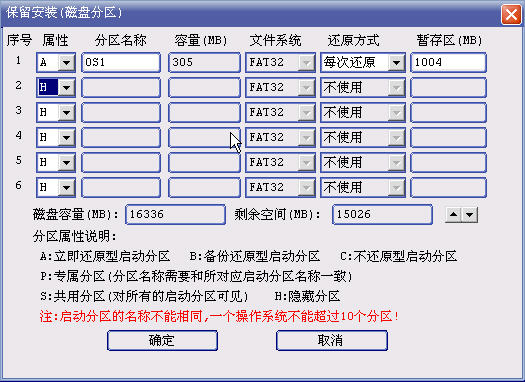 保留安装(磁盘分区)
序号 属性 分区名称 容量(MB) 文件系统 还原方式 暂存区(MB)
1 A OS1 305 FAT32 每次还原 1004
2 H FAT32 不使用
3 H FAT32 不使用
4 H FAT32 不使用
5 H FAT32 不使用
6 H FAT32 不使用
磁盘容量(MB): 16336 剩余空间(MB): 15026
分区属性说明:
A:立即还原型启动分区 B:备份还原型启动分区 C:不还原型启动分区
P:专属分区(分区名称需要和所对应启动分区名称一致)
S:共用分区(对所有的启动分区可见) H:隐藏分区
注:启动分区的名称不能相同,一个操作系统不能超过10个分区!
确定 取消